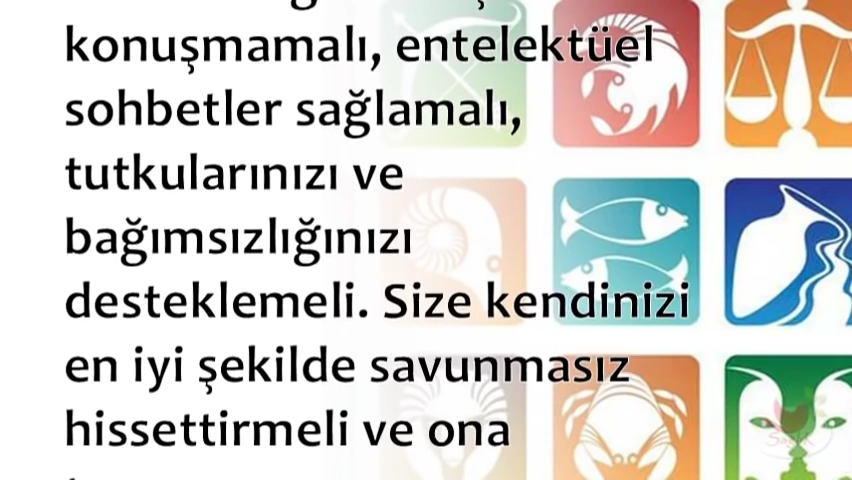 konuşmamalı, entelektüel
sohbetler sağlamalı,
tutkularınızı ve
bağımsızlığınızı
desteklemeli. Size kendinizi
en iyi şekilde savunmasız
hissettirmeli ve ona